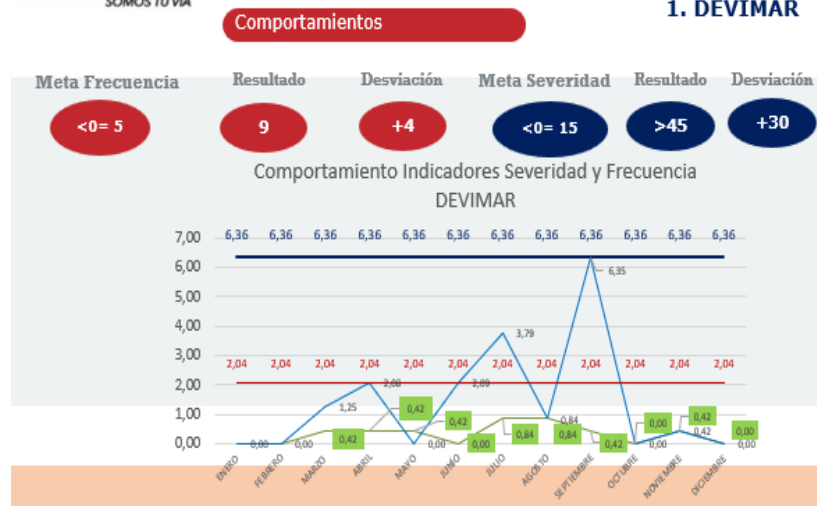 SOMOS TU VÍA
1. DEVIMAR
Comportamientos
Meta Frecuencia Resultado Desviación Meta Severidad Resultado Desviación
<0= 5 9 +4 <0= 15 >45 +30
Comportamiento Indicadores Severidad y Frecuencia
DEVIMAR
7,00
6,36 6,36 6,36 6,36 6,36 6,36 6,36 6,36 6,36 6,36 6,36 6,36
6,00
6,35
5,00
4,00
3,79
3,00
2,04 2,04 2,04 2,04 2,04 2,04 2,04 2,04 2,04 2,04 2,04 2,04
2,00
2,08 2,09
1,00
1,25 0,42 0,42 0,84 0,00 0,42
0,42 0,84 0,84 0,42 0,42 0,00
0,00
0,00 0,00 0,00 0,00 0,00 0,00
ENERO FEBRERO MARZO ABRIL MAYO JUNIO JULIO AGOSTO SEPTIEMBRE OCTUBRE NOVIEMBRE DICIEMBRE